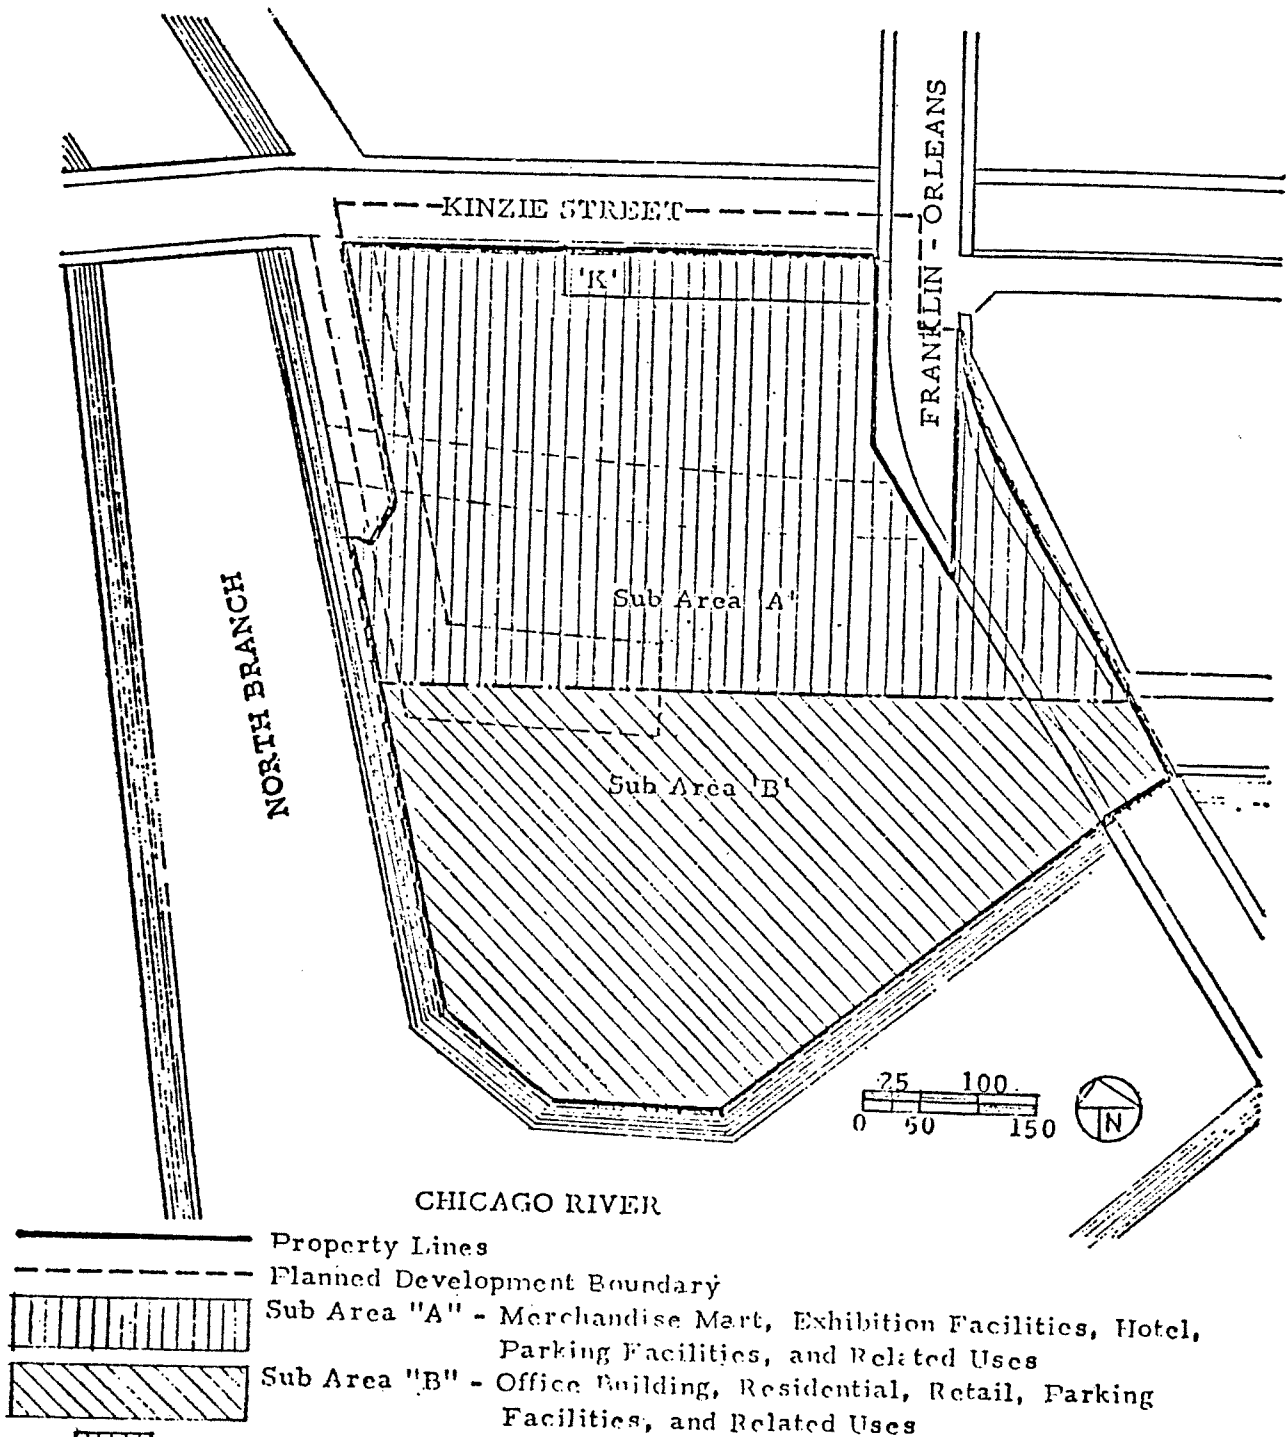 KINZIE STREET
FRANKLIN - ORLEANS
'K'
Sub Area 'A'
NORTH BRANCH
Sub Area 'B'
25 100
0 50 150
N
CHICAGO RIVER
Property Lines
Planned Development Boundary
Sub Area "A" - Merchandise Mart, Exhibition Facilities, Hotel,
Parking Facilities, and Related Uses
Sub Area "B" - Office Building, Residential, Retail, Parking
Facilities, and Related Uses